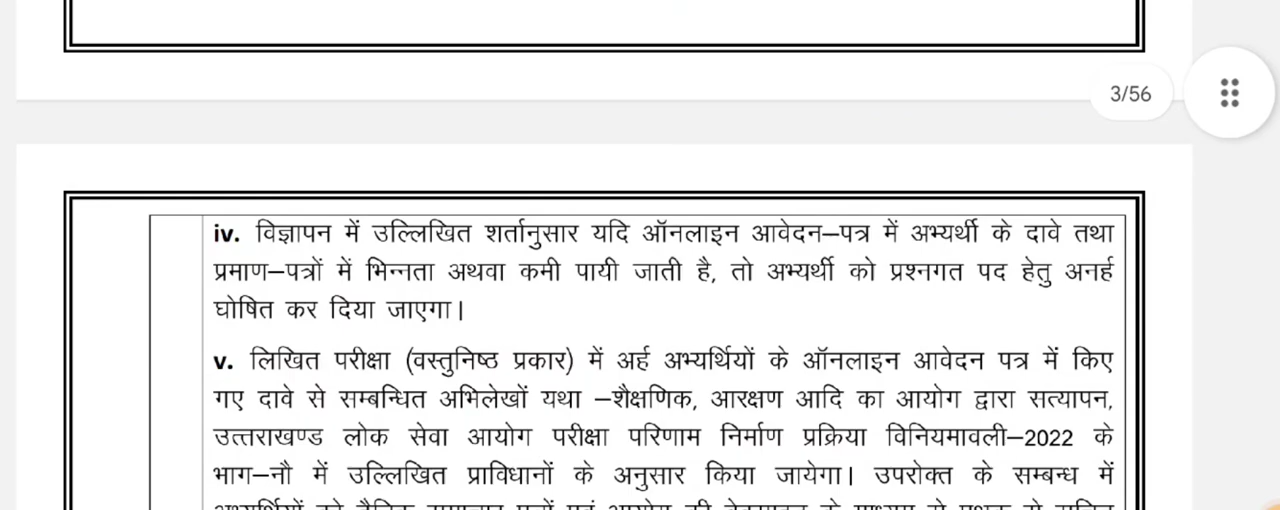 3/56
iv. विज्ञापन में उल्लिखित शर्तानुसार यदि ऑनलाइन आवेदन–पत्र में अभ्यर्थी के दावे तथा
प्रमाण–पत्रों में भिन्नता अथवा कमी पायी जाती है, तो अभ्यर्थी को प्रश्नगत पद हेतु अनर्ह
घोषित कर दिया जाएगा।
v. लिखित परीक्षा (वस्तुनिष्ठ प्रकार) में अर्ह अभ्यर्थियों के ऑनलाइन आवेदन पत्र में किए
गए दावे से सम्बन्धित अभिलेखों यथा –शैक्षणिक, आरक्षण आदि का आयोग द्वारा सत्यापन,
उत्तराखण्ड लोक सेवा आयोग परीक्षा परिणाम निर्माण प्रक्रिया विनियमावली–2022 के
भाग–नौ में उल्लिखित प्राविधानों के अनुसार किया जायेगा। उपरोक्त के सम्बन्ध में